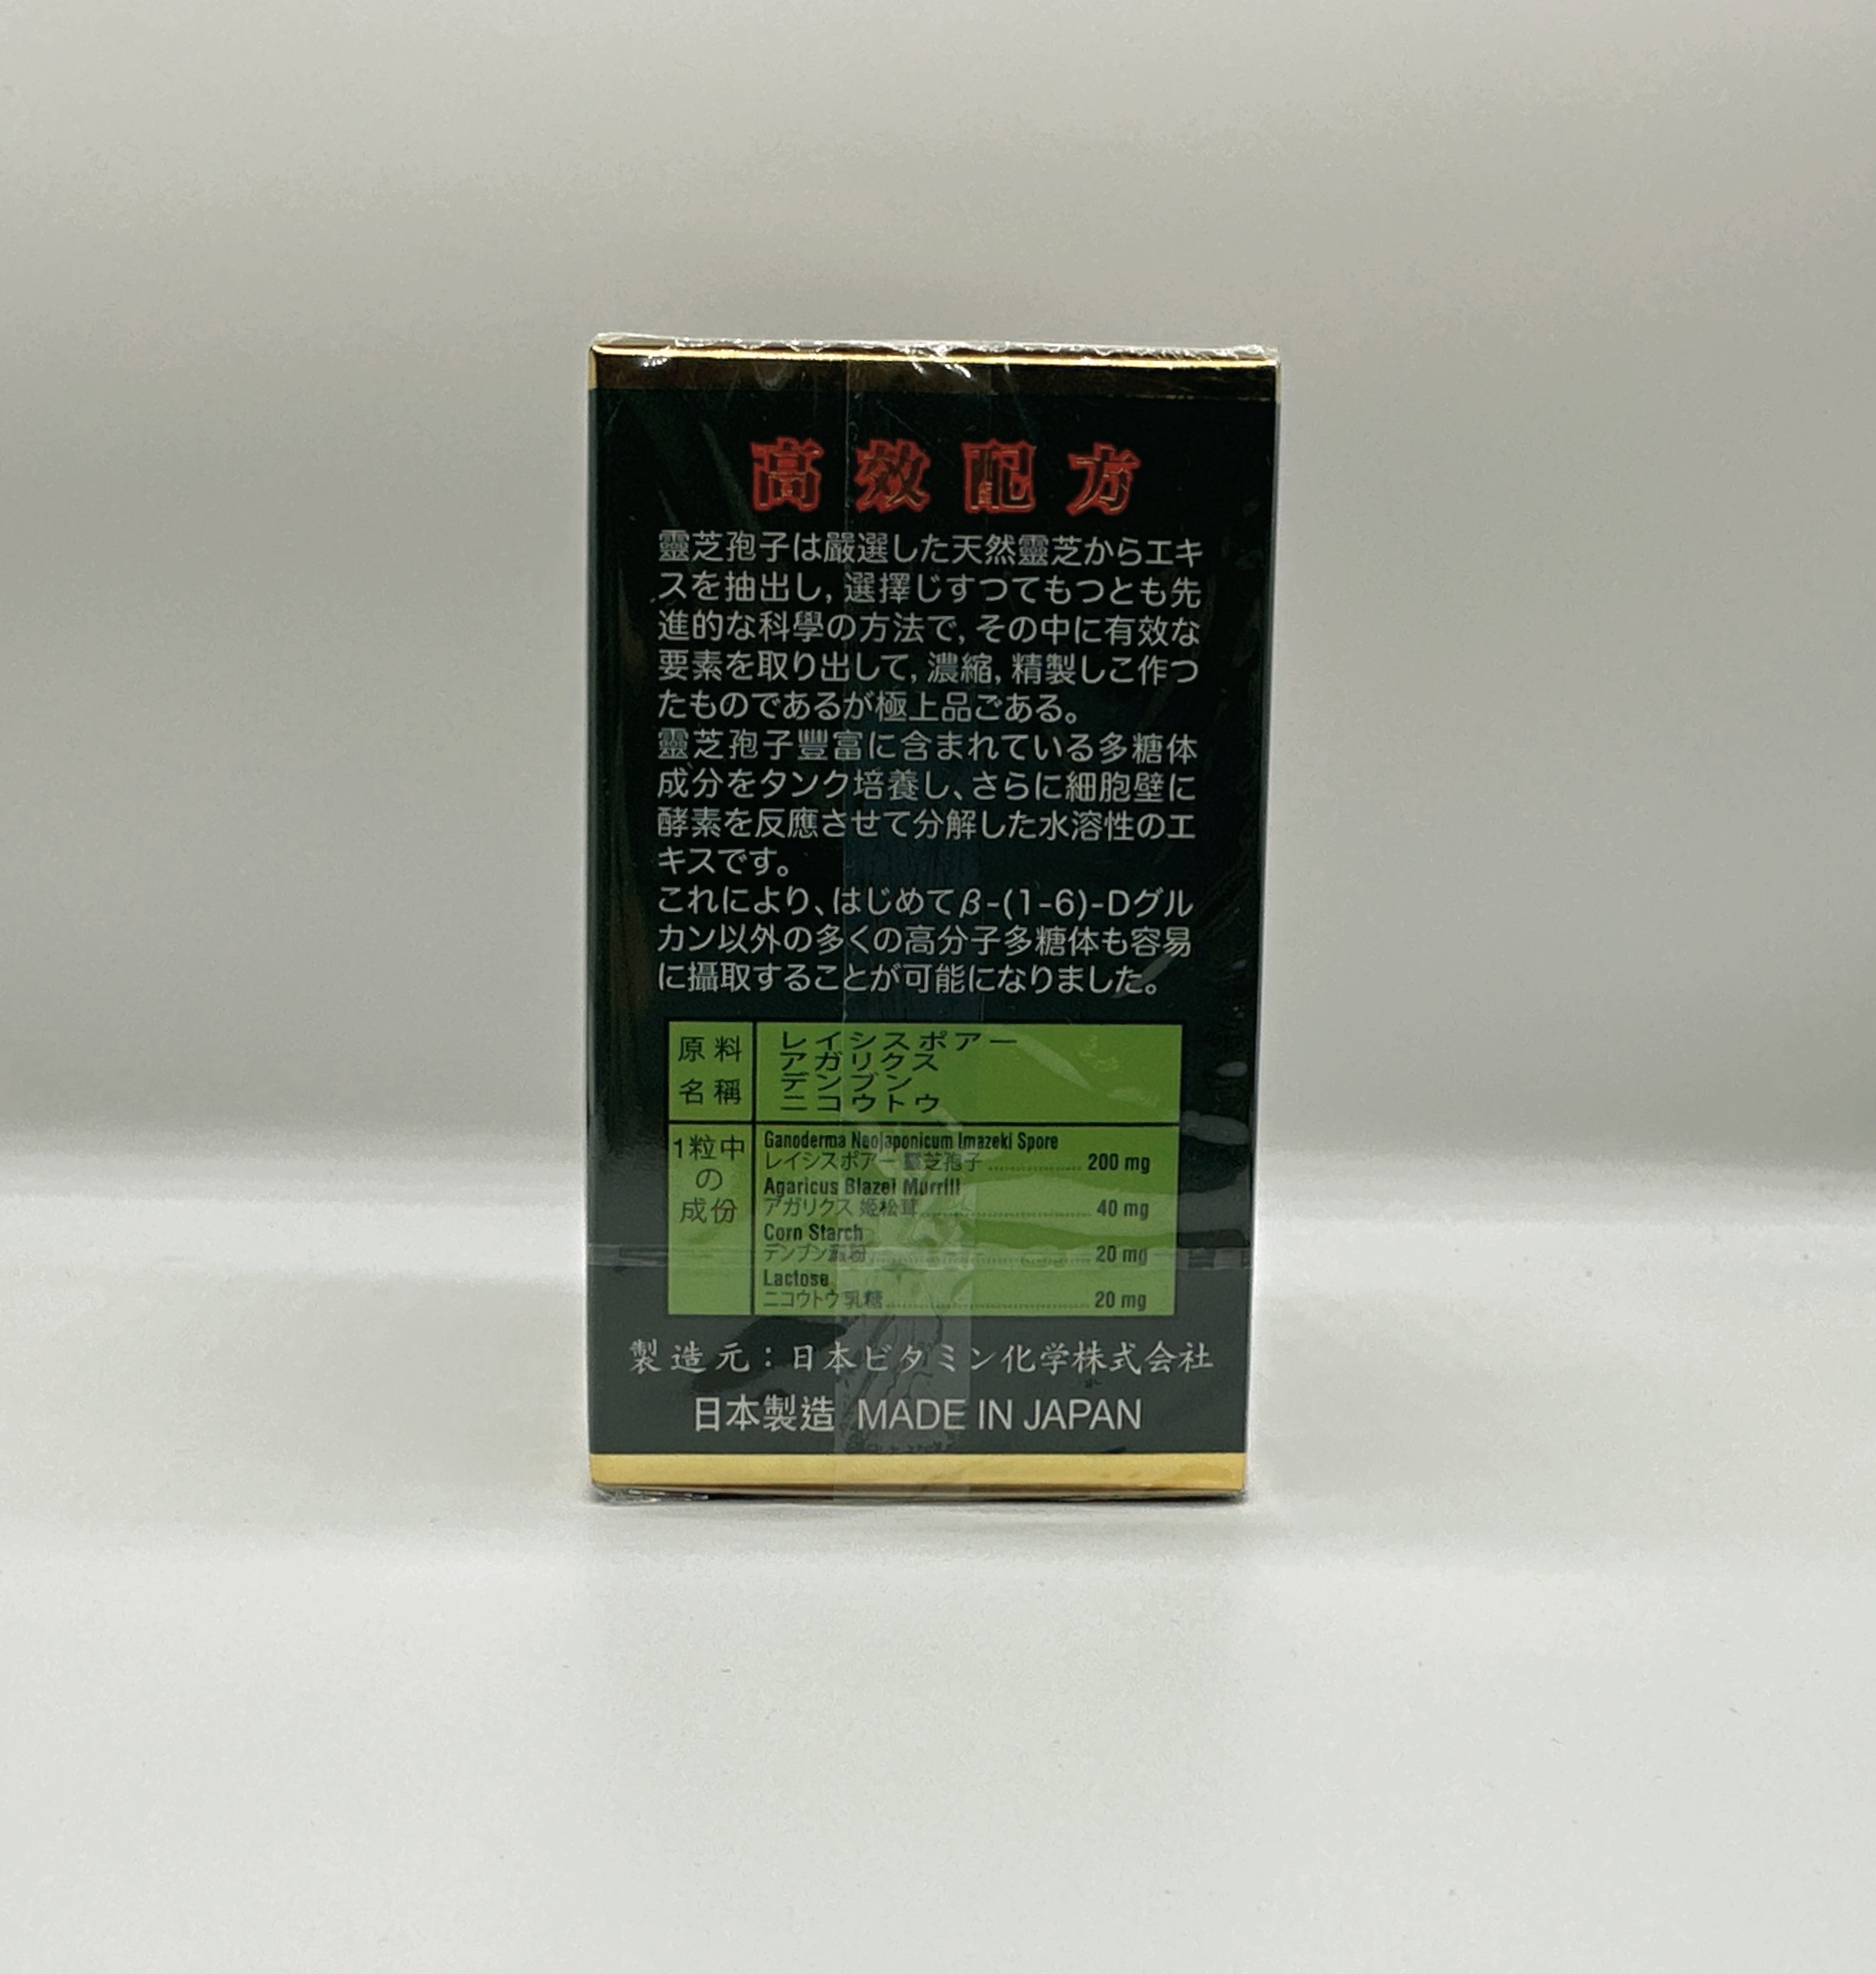 高効配方
靈芝孢子は嚴選した天然靈芝からエキ
スを抽出し, 選擇じすつてもつとも先
進的な科學の方法で, その中に有效な
要素を取り出して, 濃縮, 精製しこ作つ
たものであるが極上品ごある。
靈芝孢子豐富に含まれている多糖体
成分をタンク培養し、さらに細胞壁に
酵素を反應させて分解した水溶性のエ
キスです。
これにより、はじめてβ-(1-6)-Dグル
カン以外の多くの高分子多糖体も容易
に攝取することが可能になりました。
原料
名稱
レイシスポアー
アガリクス
デンブン
ニコウトウ
1粒中
の
成份
Ganoderma Neojaponicum Imazeki Spore
レイシスポアー 靈芝孢子 200 mg
Agaricus Blazei Murrill
アガリクス 姫松茸 40 mg
Corn Starch
デンブン 20 mg
Lactose
ニコウトウ 乳糖 20 mg
製造元：日本ビタミン化学株式会社
日本製造 MADE IN JAPAN